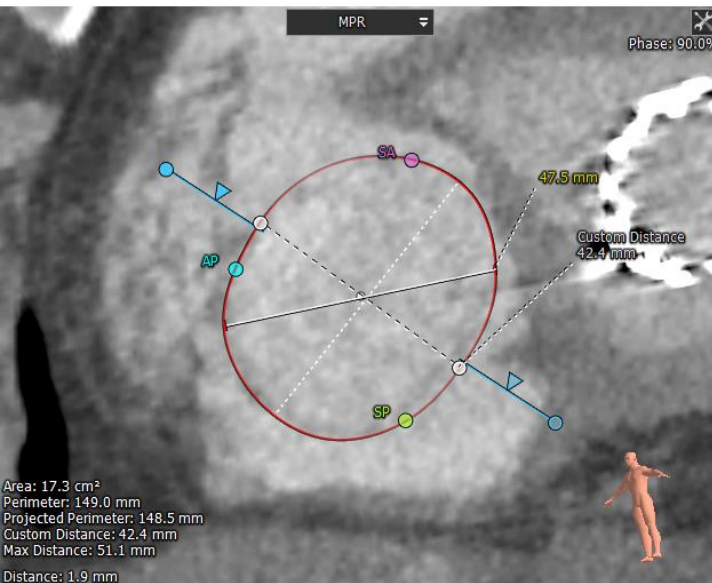 MPR
Phase: 90.0%
SA
47.5 mm
Custom Distance
42.4 mm
AP
SP
Area: 17.3 cm²
Perimeter: 149.0 mm
Projected Perimeter: 148.5 mm
Custom Distance: 42.4 mm
Max Distance: 51.1 mm
Distance: 1.9 mm